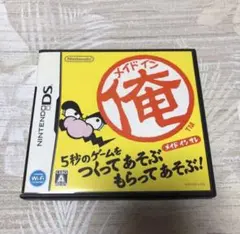 Nintendo
NINTENDO DS
メイド イン
俺
メイド イン オレ
5秒のゲームを
つくってあそぶ
もらってあそぶ!
Wi-Fi
A